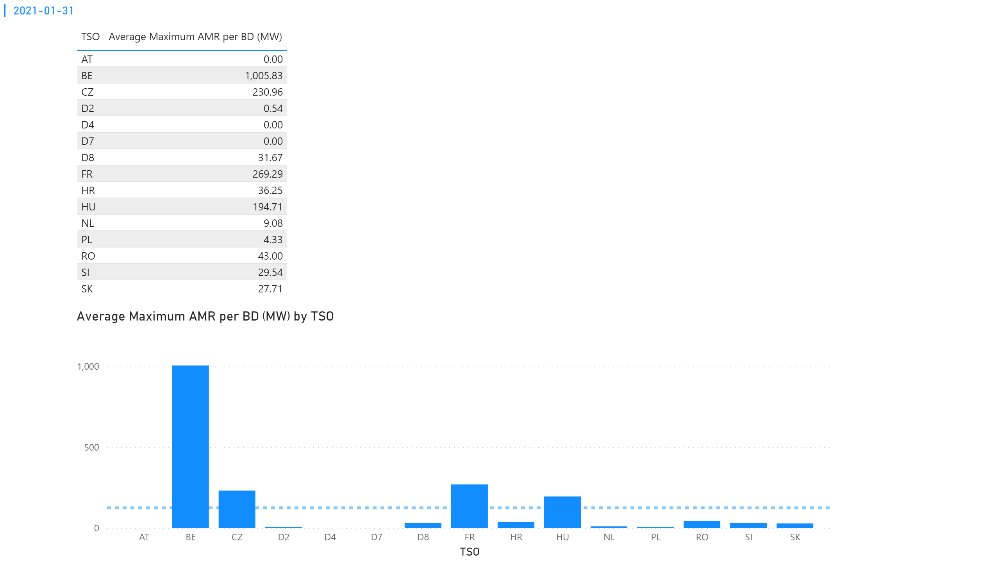 2021-01-31
TSO Average Maximum AMR per BD (MW)
AT 0.00
BE 1,005.83
CZ 230.96
D2 0.54
D4 0.00
D7 0.00
D8 31.67
FR 269.29
HR 36.25
HU 194.71
NL 9.08
PL 4.33
RO 43.00
SI 29.54
SK 27.71
Average Maximum AMR per BD (MW) by TSO
1,000
500
0
AT BE CZ D2 D4 D7 D8 FR HR HU NL PL RO SI SK
TSO